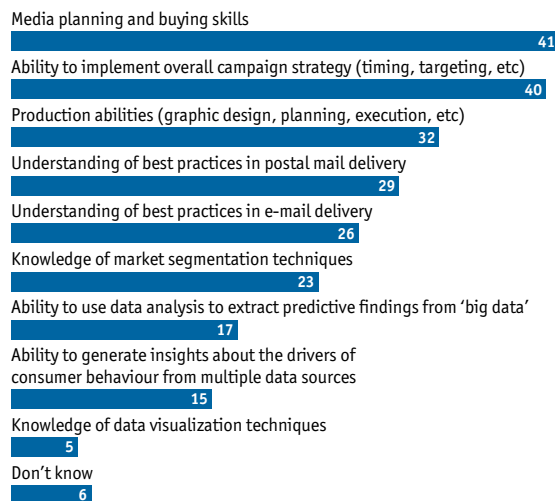 Media planning and buying skills
41
Ability to implement overall campaign strategy (timing, targeting, etc)
40
Production abilities (graphic design, planning, execution, etc)
32
Understanding of best practices in postal mail delivery
29
Understanding of best practices in e-mail delivery
26
Knowledge of market segmentation techniques
23
Ability to use data analysis to extract predictive findings from ‘big data’
17
Ability to generate insights about the drivers of
consumer behaviour from multiple data sources
15
Knowledge of data visualization techniques
5
Don’t know
6